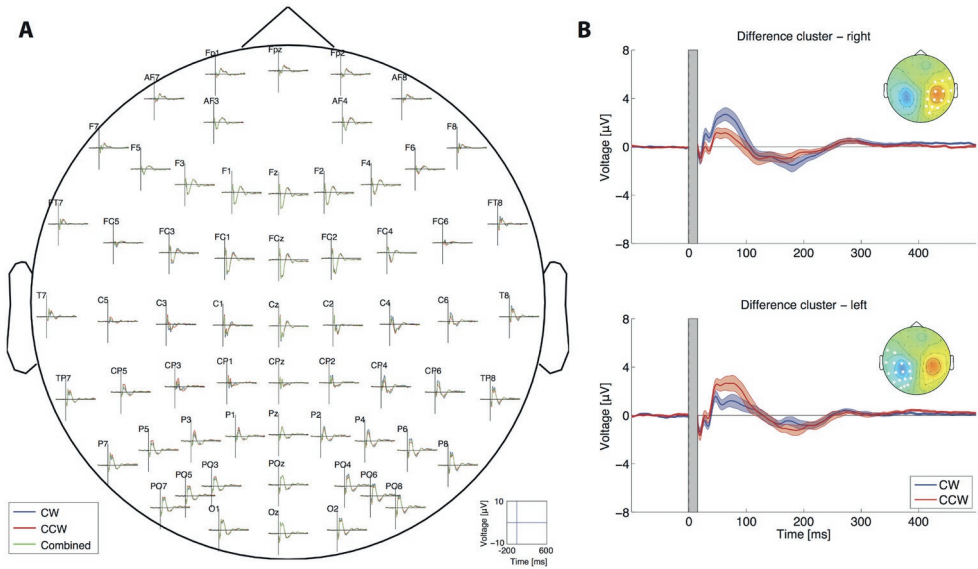 A
Fp1 Fpz Fp2
AF7 AF8
AF3 AF4
F7 F8
F5 F6
F3 F1 Fz F2 F4
FT7 FT8
FC5 FC6
FC3 FC1 FCz FC2 FC4
T7 C5 C3 C1 Cz C2 C4 C6 T8
TP7 CP5 CP3 CP1 CPz CP2 CP4 CP6 TP8
P7 P5 P3 P1 Pz P2 P4 P6 P8
PO7 PO5 PO3 POz PO4 PO6 PO8
O1 Oz O2
CW
CCW
Combined
Voltage [µV]
10
−10
-200 600
Time [ms]
B
Difference cluster – right
Voltage [µV]
8
4
0
−4
−8
0 100 200 300 400
Difference cluster – left
Voltage [µV]
8
4
0
−4
−8
0 100 200 300 400
Time [ms]
CW
CCW